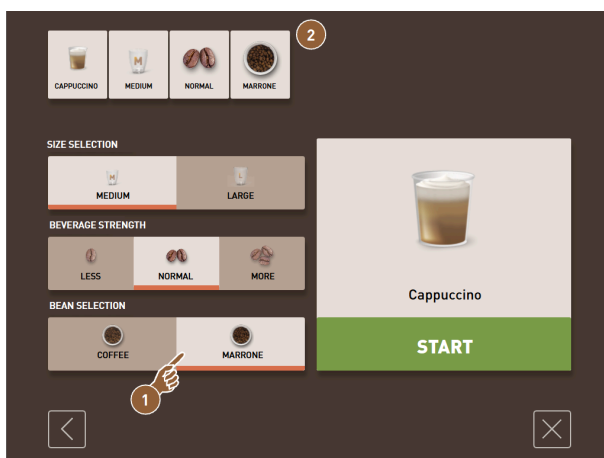 2
M
CAPPUCCINO MEDIUM NORMAL MARRONE
SIZE SELECTION
M L
MEDIUM LARGE
BEVERAGE STRENGTH
LESS NORMAL MORE
BEAN SELECTION
COFFEE MARRONE
1
Cappuccino
START